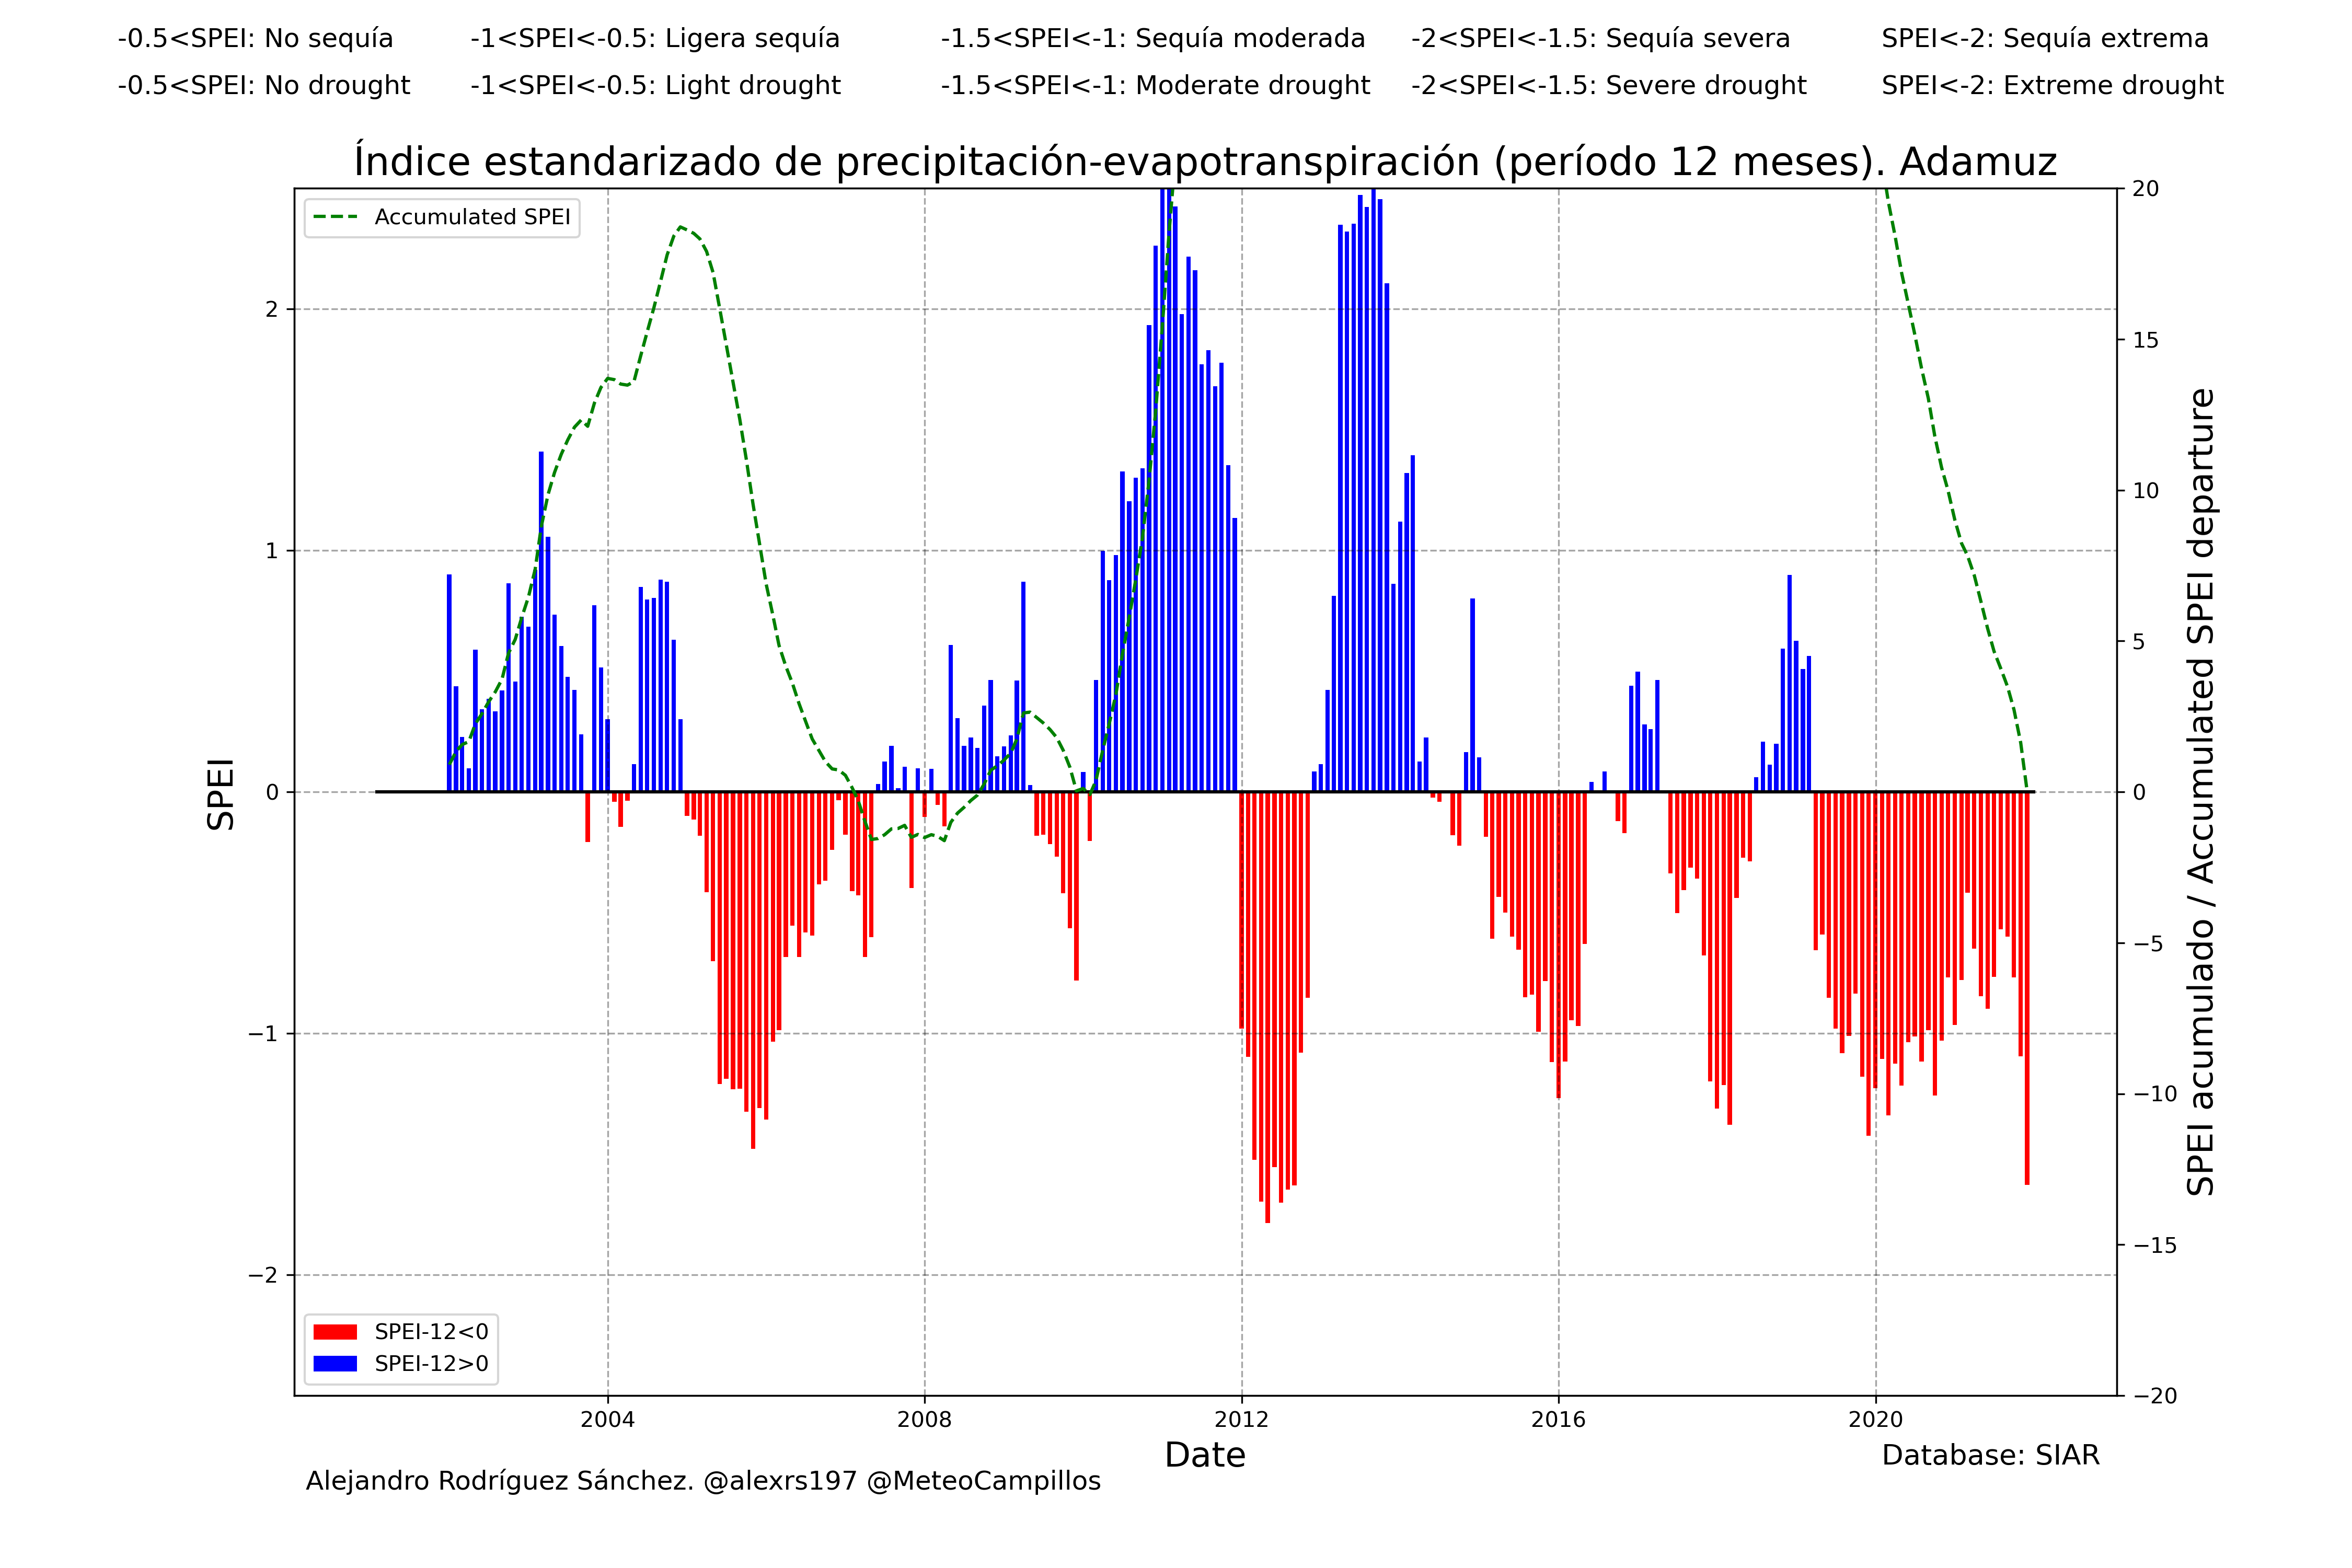 -0.5<SPEI: No sequía -1<SPEI<-0.5: Ligera sequía -1.5<SPEI<-1: Sequía moderada -2<SPEI<-1.5: Sequía severa SPEI<-2: Sequía extrema
-0.5<SPEI: No drought -1<SPEI<-0.5: Light drought -1.5<SPEI<-1: Moderate drought -2<SPEI<-1.5: Severe drought SPEI<-2: Extreme drought
Índice estandarizado de precipitación-evapotranspiración (período 12 meses). Adamuz
Accumulated SPEI
2
1
0
−1
−2
SPEI
20
15
10
5
0
−5
−10
−15
−20
SPEI acumulado / Accumulated SPEI departure
SPEI-12<0
SPEI-12>0
2004 2008 2012 2016 2020
Date
Database: SIAR
Alejandro Rodríguez Sánchez. @alexrs197 @MeteoCampillos